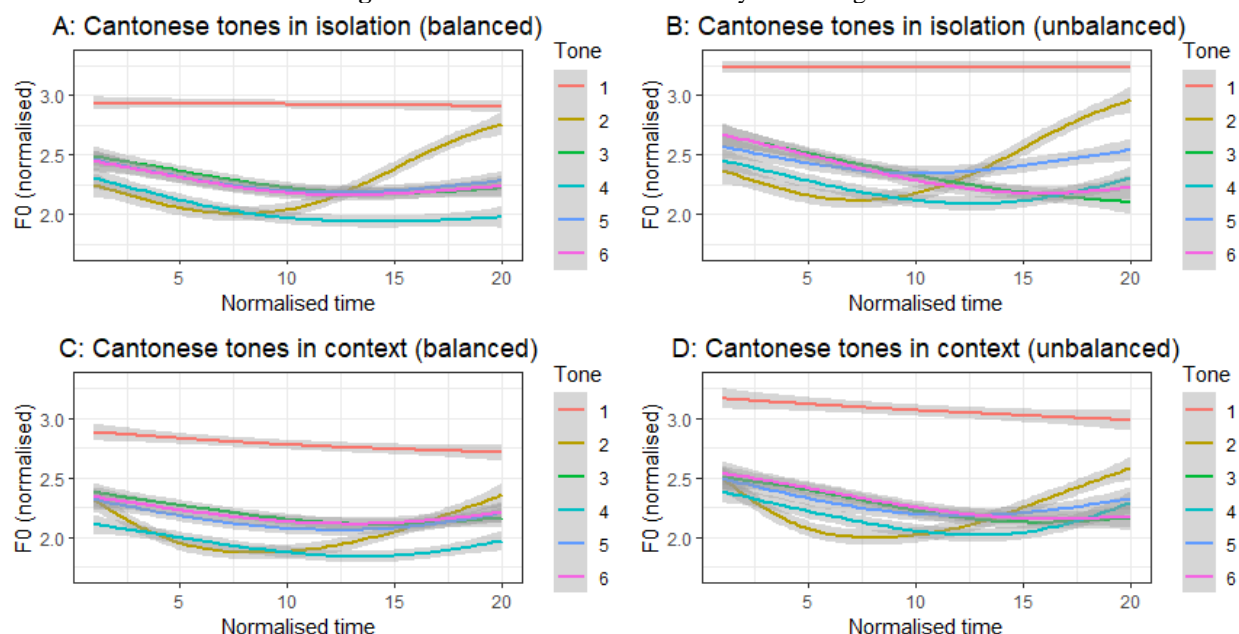 A: Cantonese tones in isolation (balanced)
F0 (normalised)
3.0
2.5
2.0
5 10 15 20
Normalised time
Tone
1
2
3
4
5
6
B: Cantonese tones in isolation (unbalanced)
F0 (normalised)
3.0
2.5
2.0
5 10 15 20
Normalised time
Tone
1
2
3
4
5
6
C: Cantonese tones in context (balanced)
F0 (normalised)
3.0
2.5
2.0
5 10 15 20
Normalised time
Tone
1
2
3
4
5
6
D: Cantonese tones in context (unbalanced)
F0 (normalised)
3.0
2.5
2.0
5 10 15 20
Normalised time
Tone
1
2
3
4
5
6